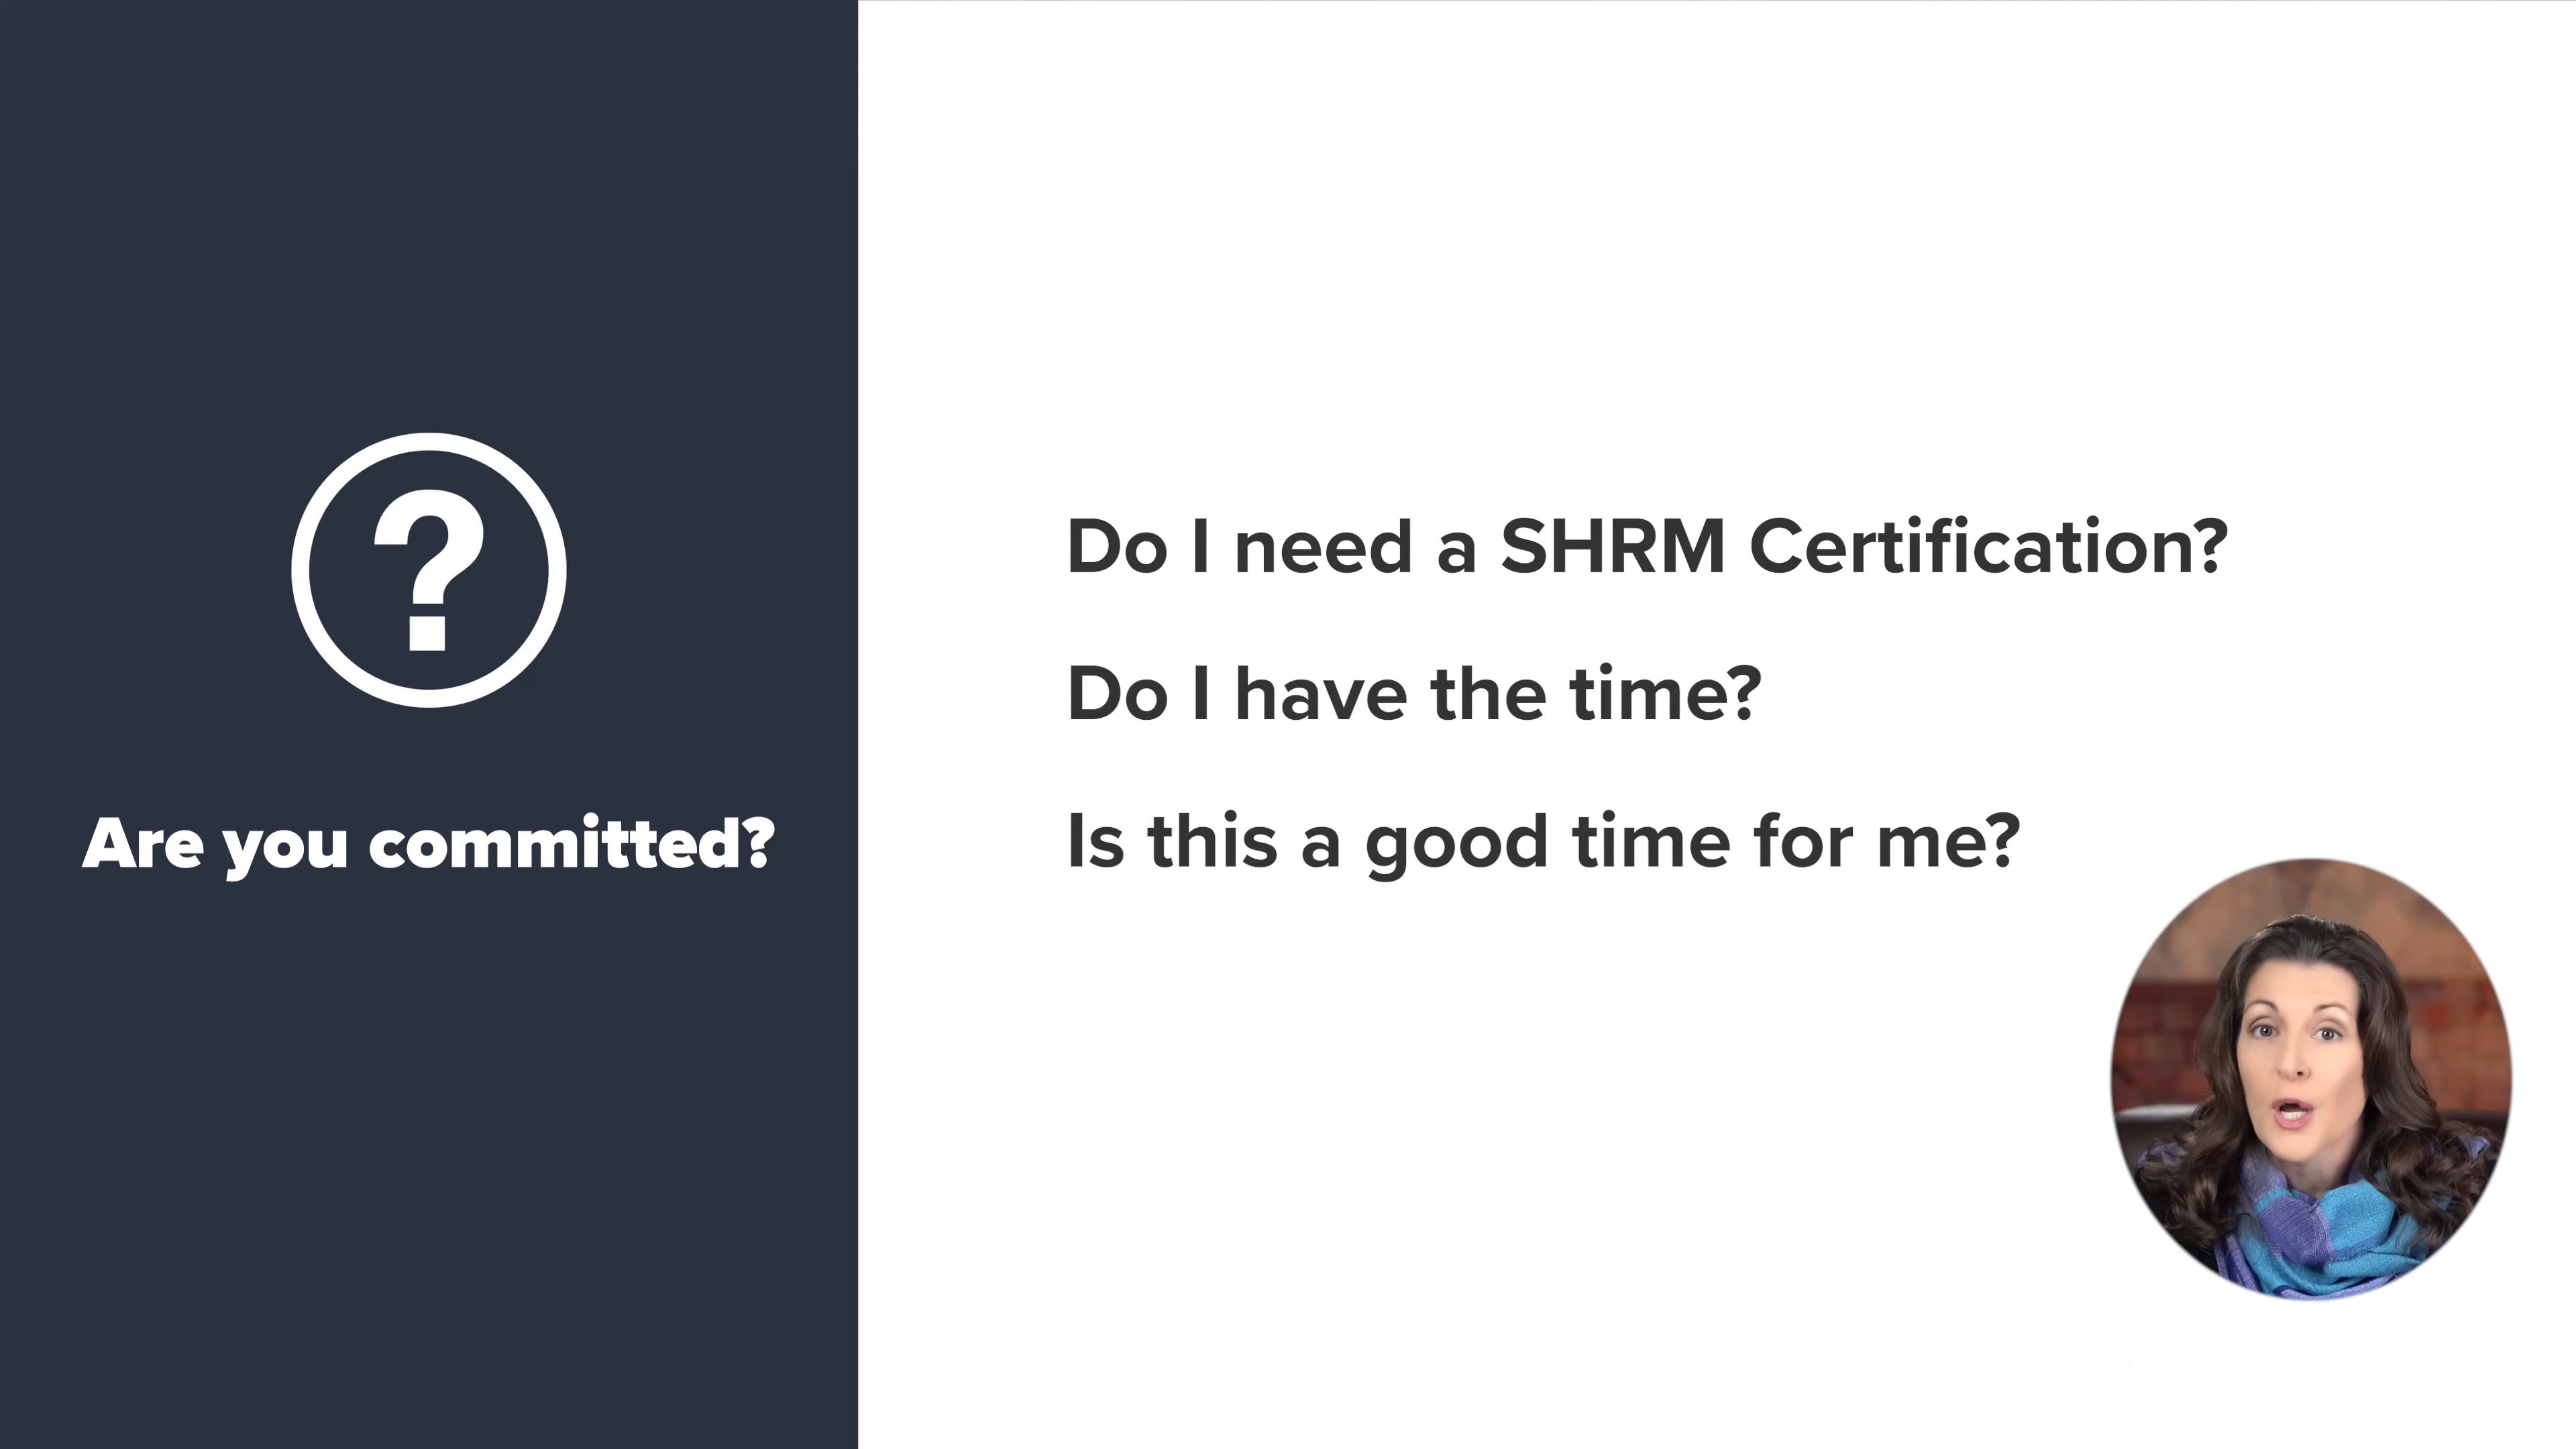 ?
Are you committed?
Do I need a SHRM Certification?
Do I have the time?
Is this a good time for me?